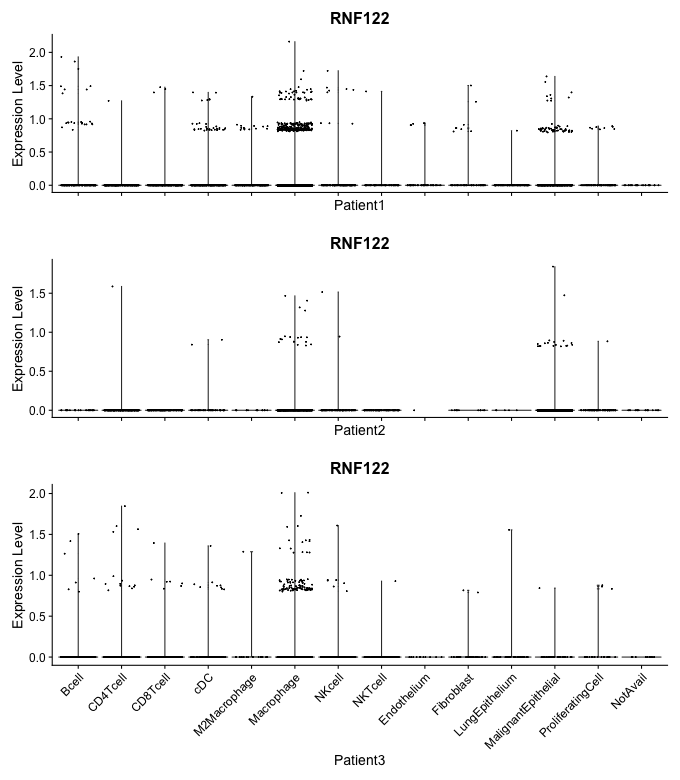 RNF122
Expression Level
2.0
1.5
1.0
0.5
0.0
Patient1
RNF122
Expression Level
1.5
1.0
0.5
0.0
Patient2
RNF122
Expression Level
2.0
1.5
1.0
0.5
0.0
Bcell
CD4Tcell
CD8Tcell
cDC
M2Macrophage
Macrophage
NKcell
NKTcell
Endothelium
Fibroblast
LungEpithelium
MalignantEpithelial
ProliferatingCell
NotAvail
Patient3